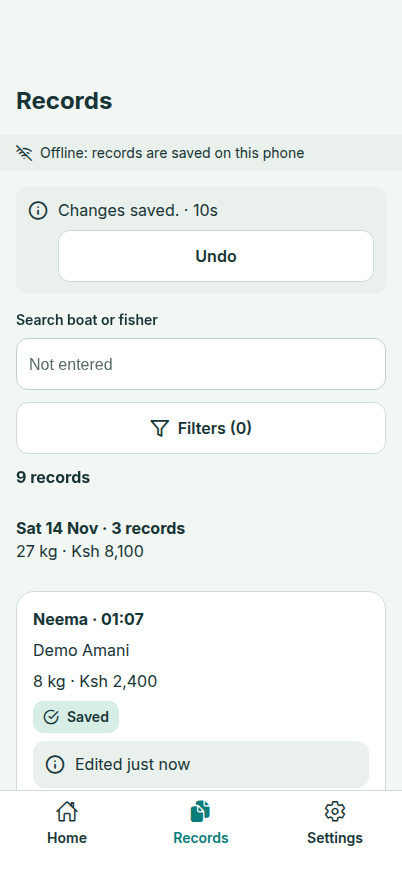 Records
Offline: records are saved on this phone
Changes saved. · 10s
Undo
Search boat or fisher
Not entered
Filters (0)
9 records
Sat 14 Nov · 3 records
27 kg · Ksh 8,100
Neema · 01:07
Demo Amani
8 kg · Ksh 2,400
Saved
Edited just now
Home
Records
Settings